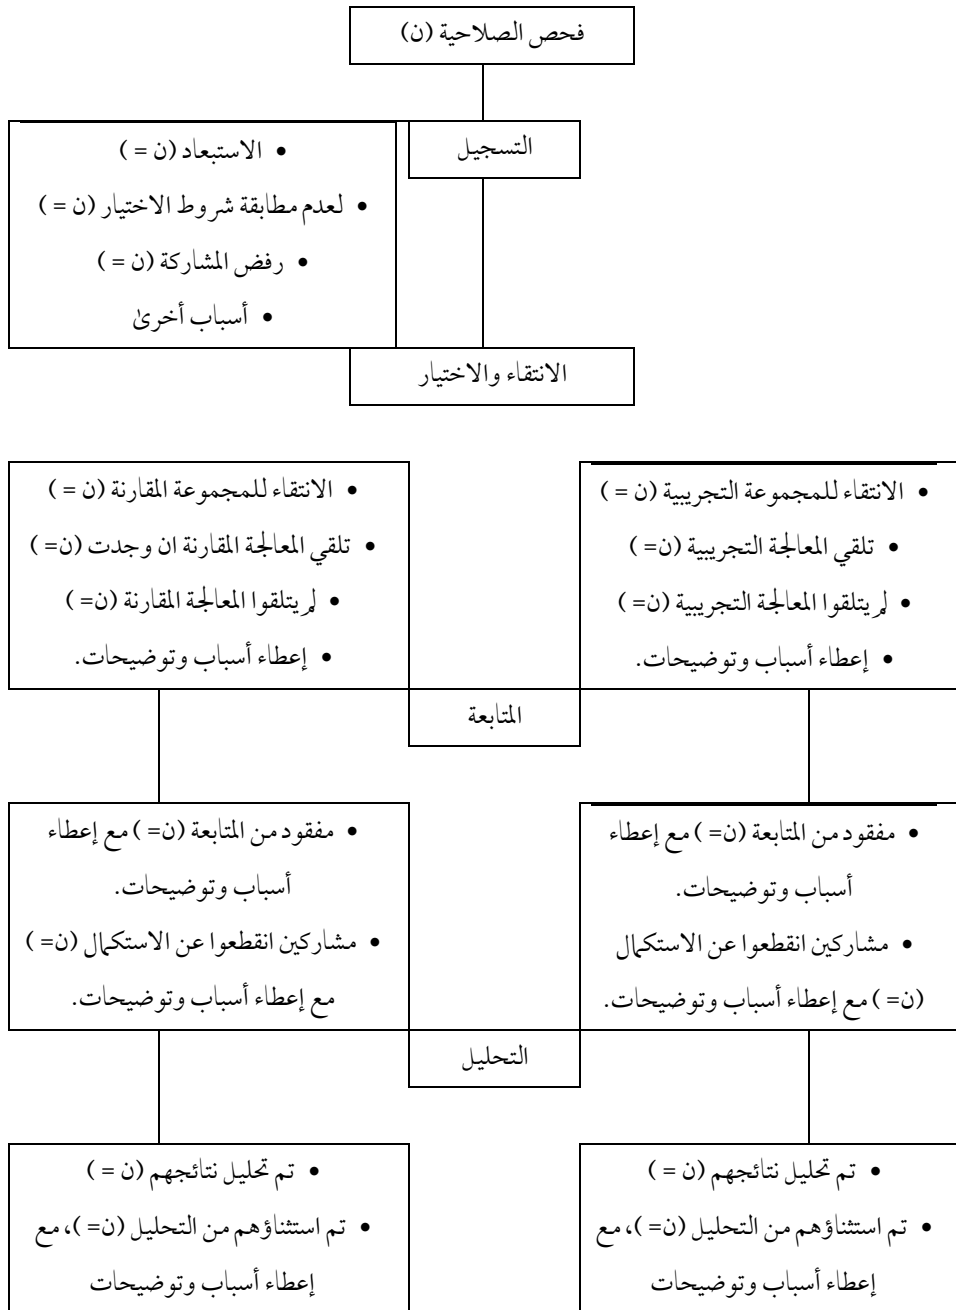 فحص الصلاحية (ن)
التسجيل
• الاستبعاد (ن = )
• لعدم مطابقة شروط الاختيار (ن = )
• رفض المشاركة (ن = )
• أسباب أخرىٰ
الانتقاء والاختيار
• الانتقاء للمجموعة التجريبية (ن = )
• تلقي المعالجة التجريبية (ن= )
• لم يتلقوا المعالجة التجريبية (ن= )
• إعطاء أسباب وتوضيحات.
• الانتقاء للمجموعة المقارنة (ن = )
• تلقي المعالجة المقارنة ان وجدت (ن= )
• لم يتلقوا المعالجة المقارنة (ن= )
• إعطاء أسباب وتوضيحات.
المتابعة
• مفقود من المتابعة (ن= ) مع إعطاء
أسباب وتوضيحات.
• مشاركين انقطعوا عن الاستكمال
(ن= ) مع إعطاء أسباب وتوضيحات.
• مفقود من المتابعة (ن= ) مع إعطاء
أسباب وتوضيحات.
• مشاركين انقطعوا عن الاستكمال (ن= )
مع إعطاء أسباب وتوضيحات.
التحليل
• تم تحليل نتائجهم (ن = )
• تم استثناؤهم من التحليل (ن= )، مع
إعطاء أسباب وتوضيحات
• تم تحليل نتائجهم (ن = )
• تم استثناؤهم من التحليل (ن= )، مع
إعطاء أسباب وتوضيحات